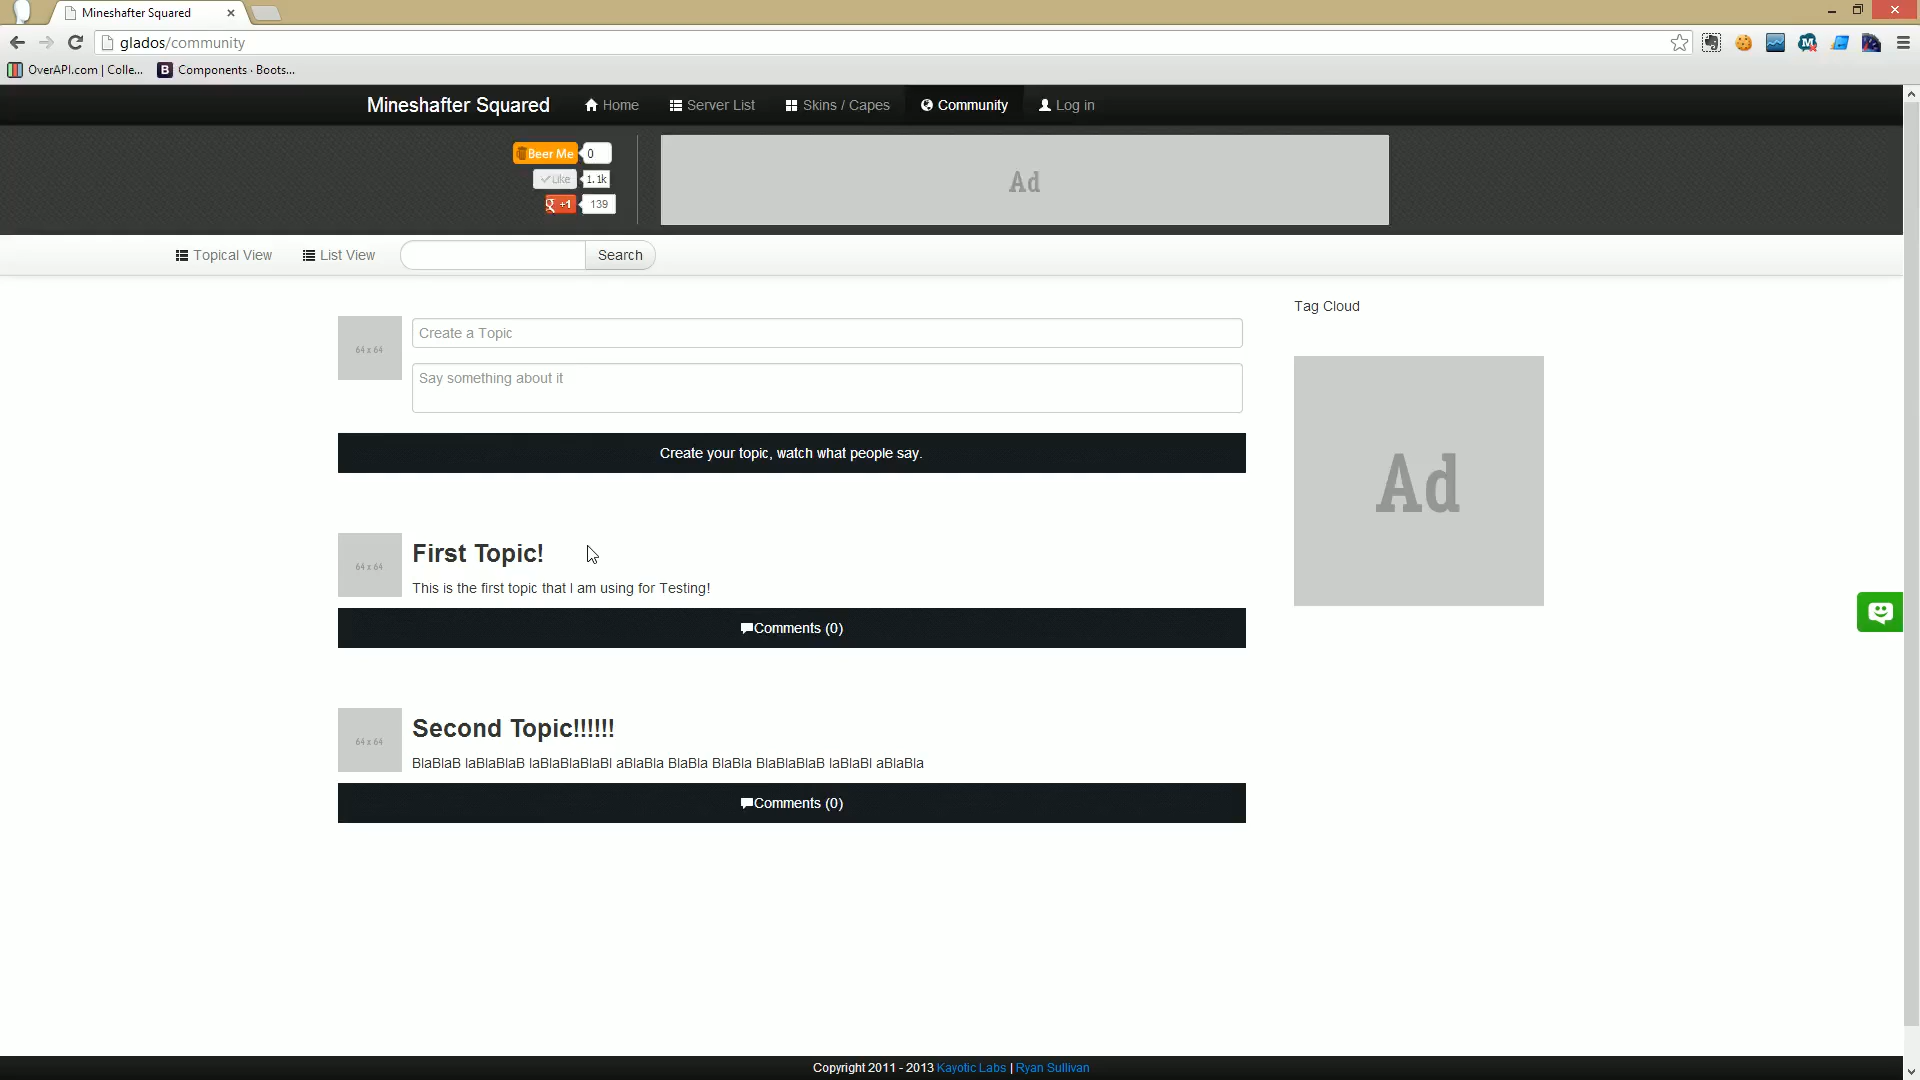 Mineshafter Squared
glados/community
OverAPI.com | Colle...
Components · Boots...
Mineshafter Squared
Home
Server List
Skins / Capes
Community
Log in
Beer Me
0
Like
1.1k
+1
139
Ad
Topical View
List View
Search
Tag Cloud
64 x 64
Create a Topic
Say something about it
Create your topic, watch what people say.
Ad
64 x 64
First Topic!
This is the first topic that I am using for Testing!
Comments (0)
64 x 64
Second Topic!!!!!!
BlaBlaB laBlaBlaB laBlaBlaBlaBl aBlaBla BlaBla BlaBla BlaBlaBlaB laBlaBl aBlaBla
Comments (0)
Copyright 2011 - 2013 Kayotic Labs | Ryan Sullivan